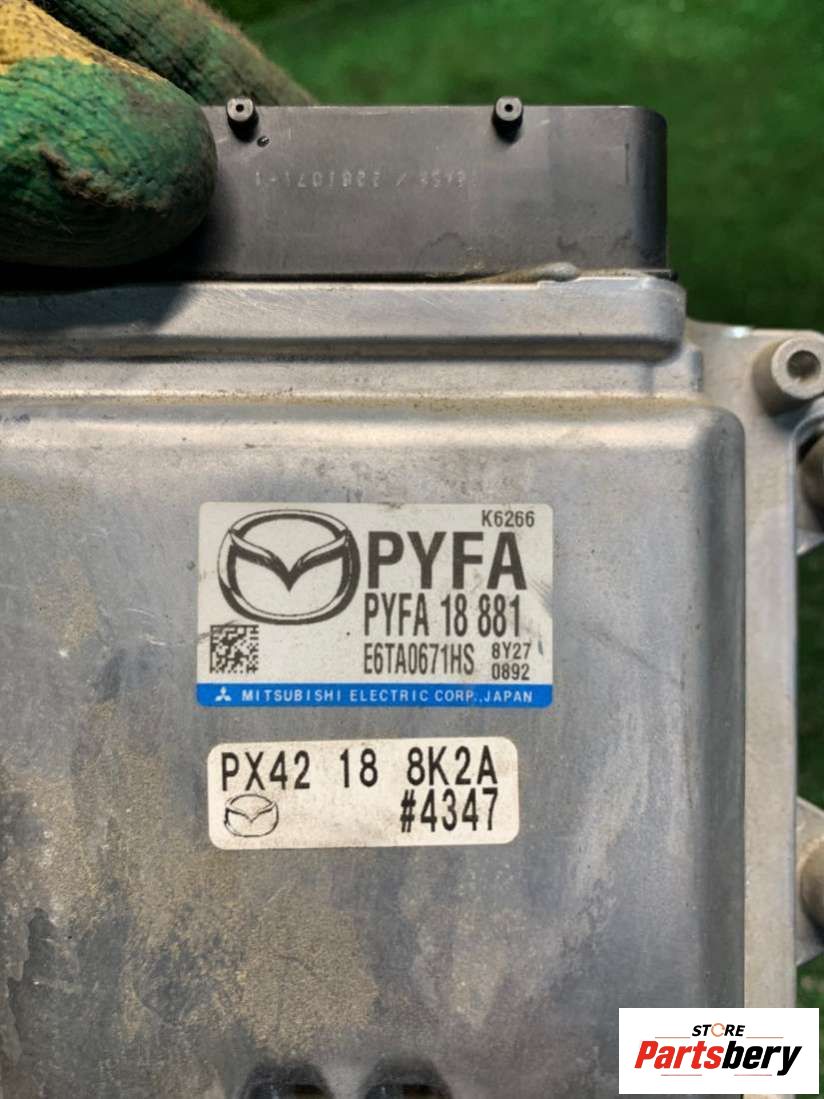 K6266
PYFA
PYFA 18 881
E6TA0671HS 8Y27
0892
MITSUBISHI ELECTRIC CORP., JAPAN
PX42 18 8K2A
#4347
STORE
Partsbery